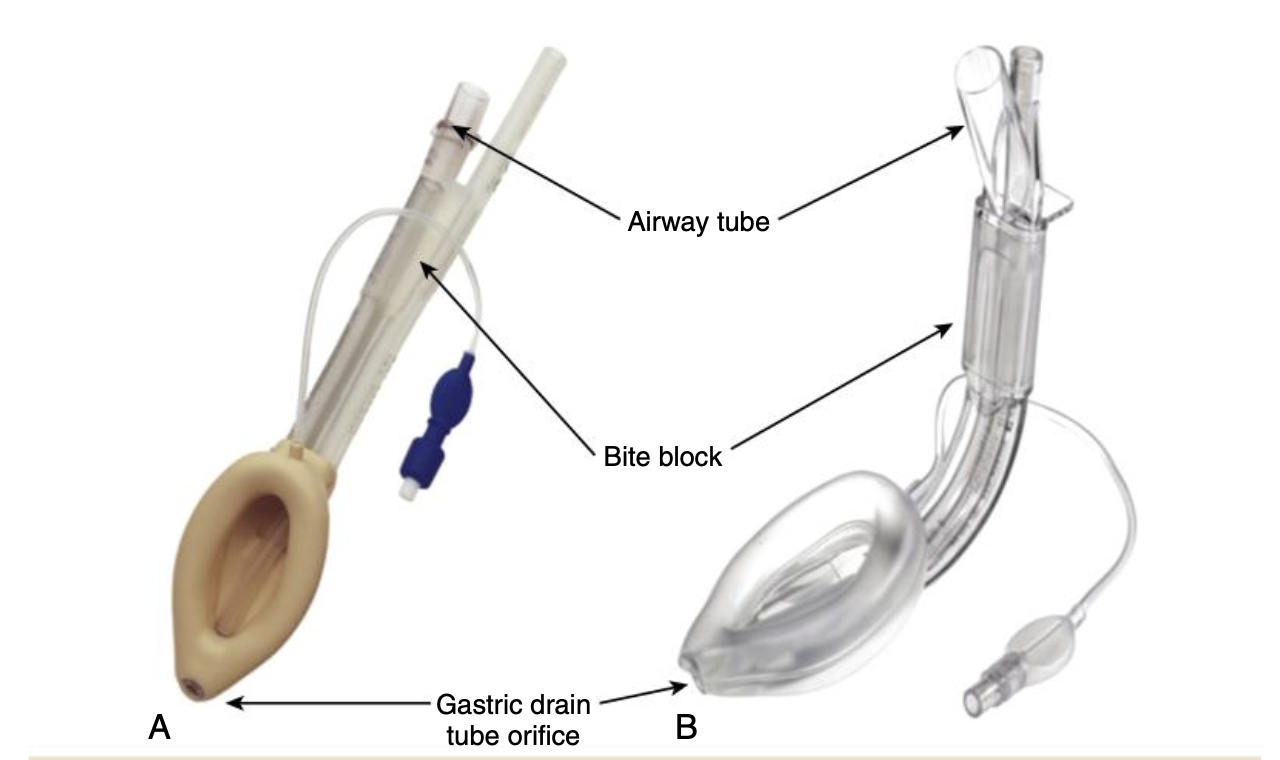 Airway tube
Bite block
Gastric drain
tube orifice
A
B